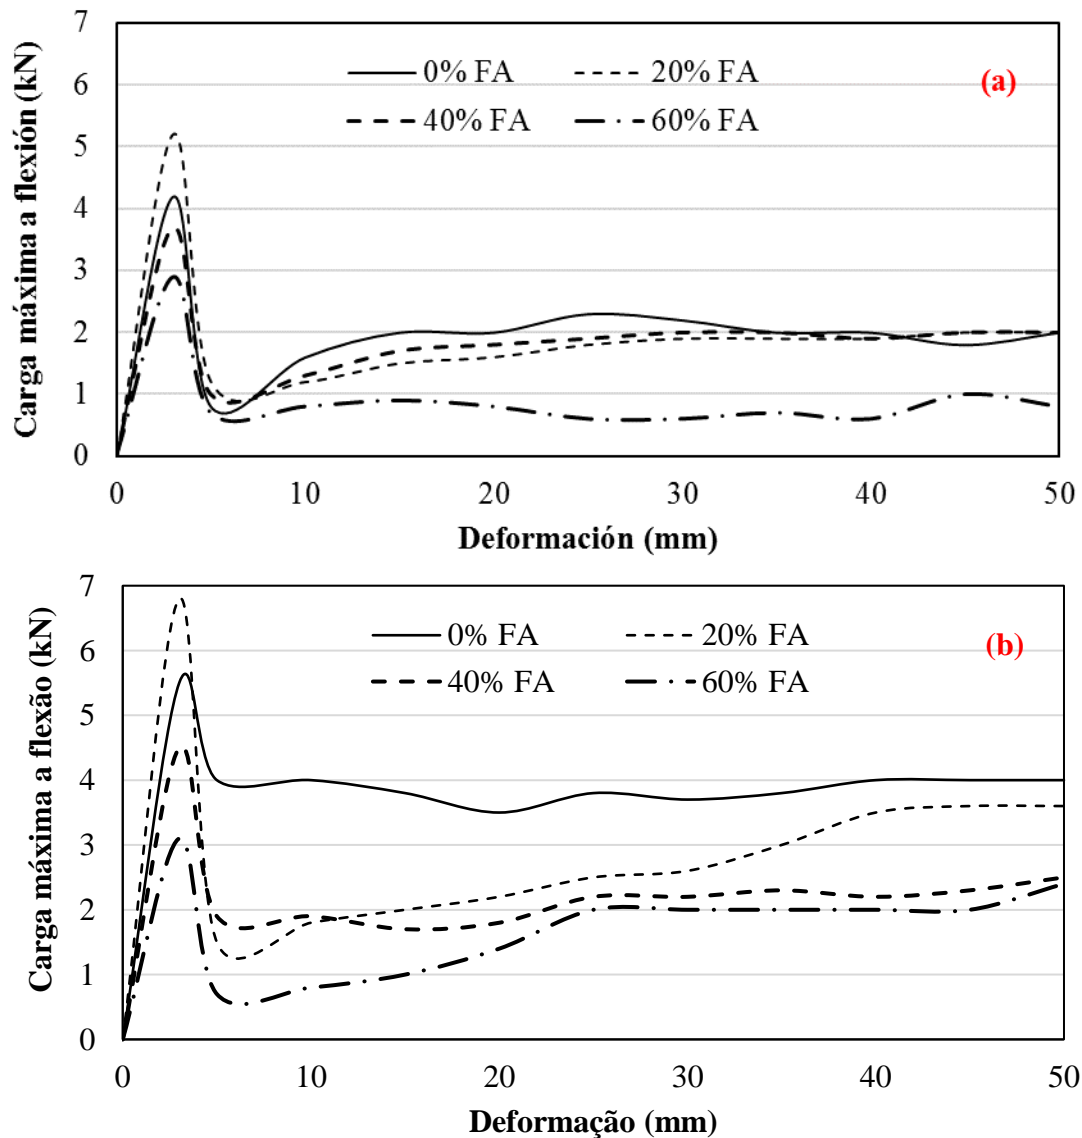 7
6
5
4
3
2
1
0
Carga máxima a flexión (kN)
0% FA
20% FA
40% FA
60% FA
(a)
0 10 20 30 40 50
Deformación (mm)
7
6
5
4
3
2
1
0
Carga máxima a flexão (kN)
0% FA
20% FA
40% FA
60% FA
(b)
0 10 20 30 40 50
Deformação (mm)